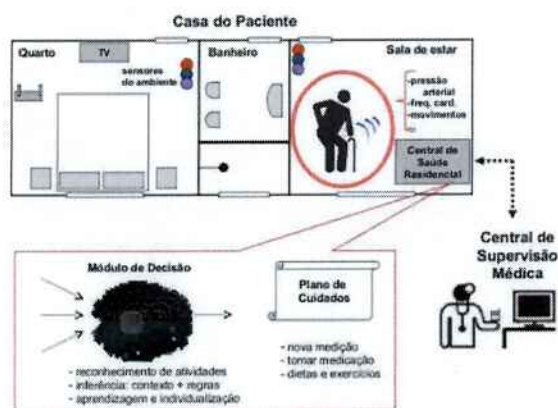 Casa do Paciente
Quarto
TV
sensores
do ambiente
Banheiro
Sala de estar
-pressão
arterial
-freq. card.
-movimentos
Central de
Saúde
Residencial
Central de
Supervisão
Médica
Módulo de Decisão
- reconhecimento de atividades
- inferência: contexto + regras
- aprendizagem e individualização
Plano de
Cuidados
- nova medição
- tomar medicação
- dietas e exercícios